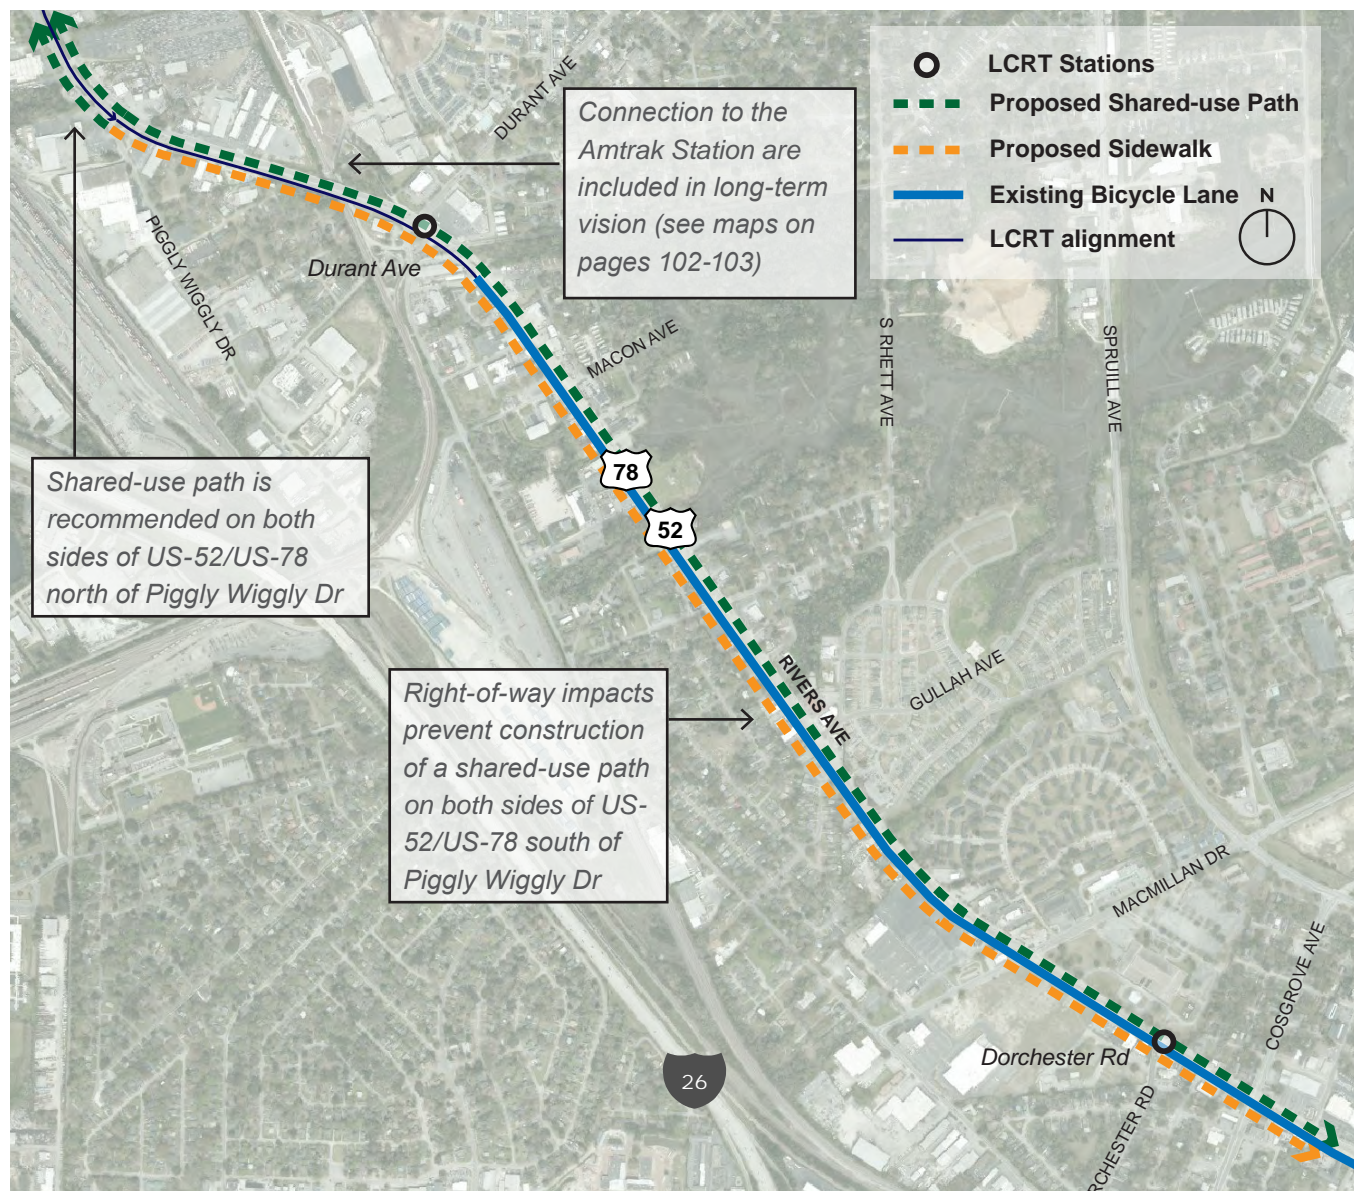 LCRT Stations
Proposed Shared-use Path
Proposed Sidewalk
Existing Bicycle Lane
LCRT alignment
N
DURANT AVE
Connection to the
Amtrak Station are
included in long-term
vision (see maps on
pages 102-103)
PIGGLY WIGGLY DR
Durant Ave
MACON AVE
S RHETT AVE
SPRUILL AVE
78
52
Shared-use path is
recommended on both
sides of US-52/US-78
north of Piggly Wiggly Dr
Right-of-way impacts
prevent construction
of a shared-use path
on both sides of US-
52/US-78 south of
Piggly Wiggly Dr
RIVERS AVE
GULLAH AVE
MACMILLAN DR
COSGROVE AVE
Dorchester Rd
26
RCHESTER RD